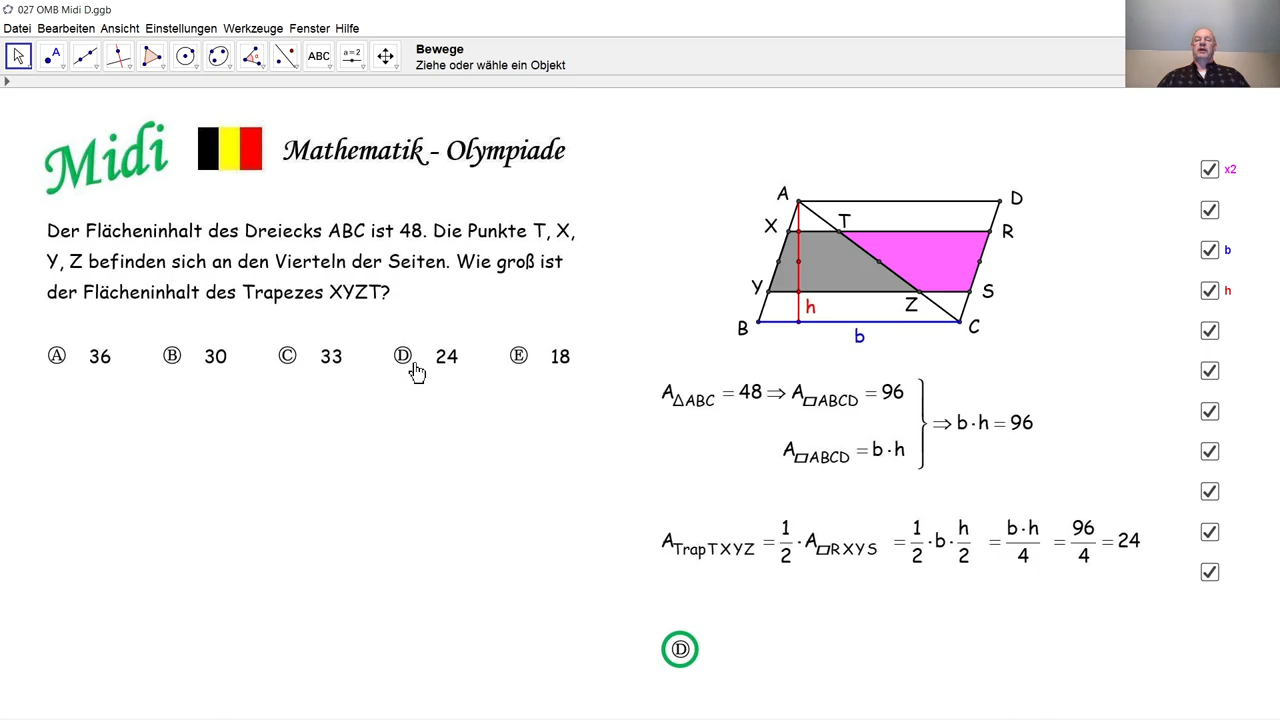 027 OMB Midi D.ggb
Datei Bearbeiten Ansicht Einstellungen Werkzeuge Fenster Hilfe
A ABC a=2
Bewege
Ziehe oder wähle ein Objekt
Midi
Mathematik - Olympiade
Der Flächeninhalt des Dreiecks ABC ist 48. Die Punkte T, X,
Y, Z befinden sich an den Vierteln der Seiten. Wie groß ist
der Flächeninhalt des Trapezes XYZT?
Ⓐ 36 Ⓑ 30 Ⓒ 33 Ⓓ 24 Ⓔ 18
A D
X T R
Y Z S
h
B b C
A△ABC = 48 ⇒ A▱ABCD = 96
A▱ABCD = b·h
⇒ b·h = 96
ATrapTXYZ = 1/2 · A▱RXYS = 1/2 · b · h/2 = b·h/4 = 96/4 = 24
Ⓓ
x2
b
h